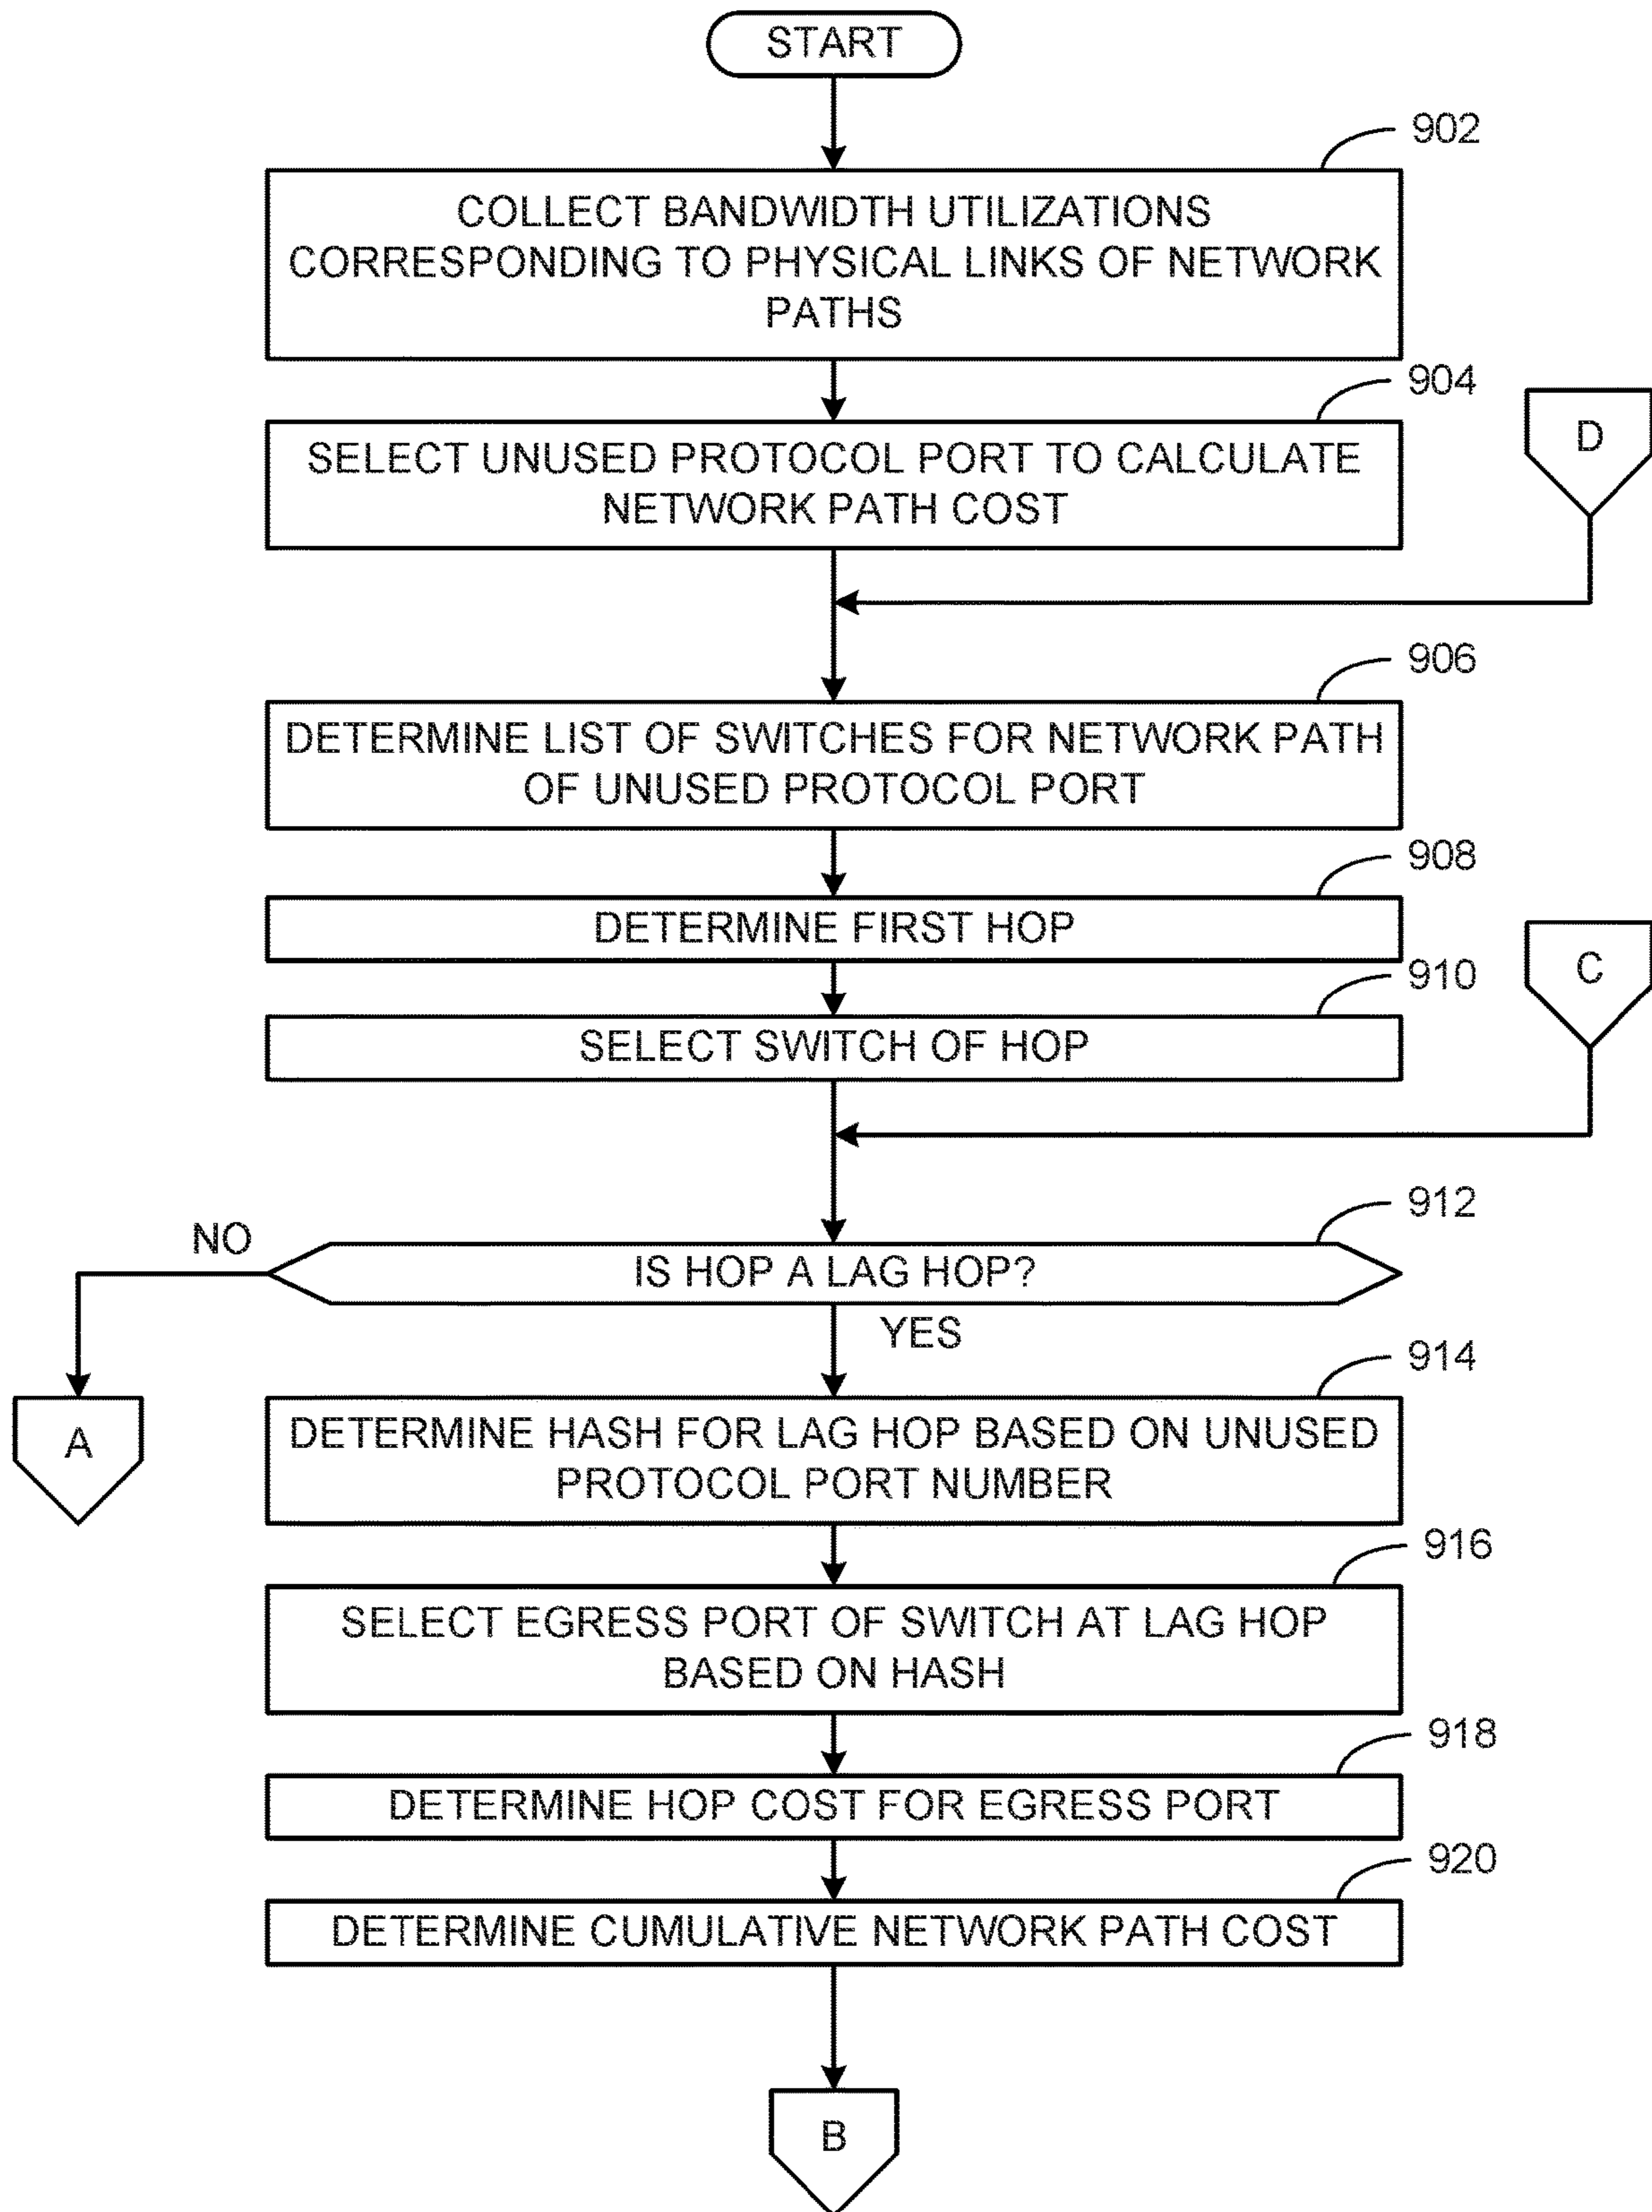 START
902
COLLECT BANDWIDTH UTILIZATIONS
CORRESPONDING TO PHYSICAL LINKS OF NETWORK
PATHS
904
SELECT UNUSED PROTOCOL PORT TO CALCULATE
NETWORK PATH COST
D
906
DETERMINE LIST OF SWITCHES FOR NETWORK PATH
OF UNUSED PROTOCOL PORT
908
DETERMINE FIRST HOP
910
SELECT SWITCH OF HOP
C
912
NO
IS HOP A LAG HOP?
YES
914
A
DETERMINE HASH FOR LAG HOP BASED ON UNUSED
PROTOCOL PORT NUMBER
916
SELECT EGRESS PORT OF SWITCH AT LAG HOP
BASED ON HASH
918
DETERMINE HOP COST FOR EGRESS PORT
920
DETERMINE CUMULATIVE NETWORK PATH COST
B